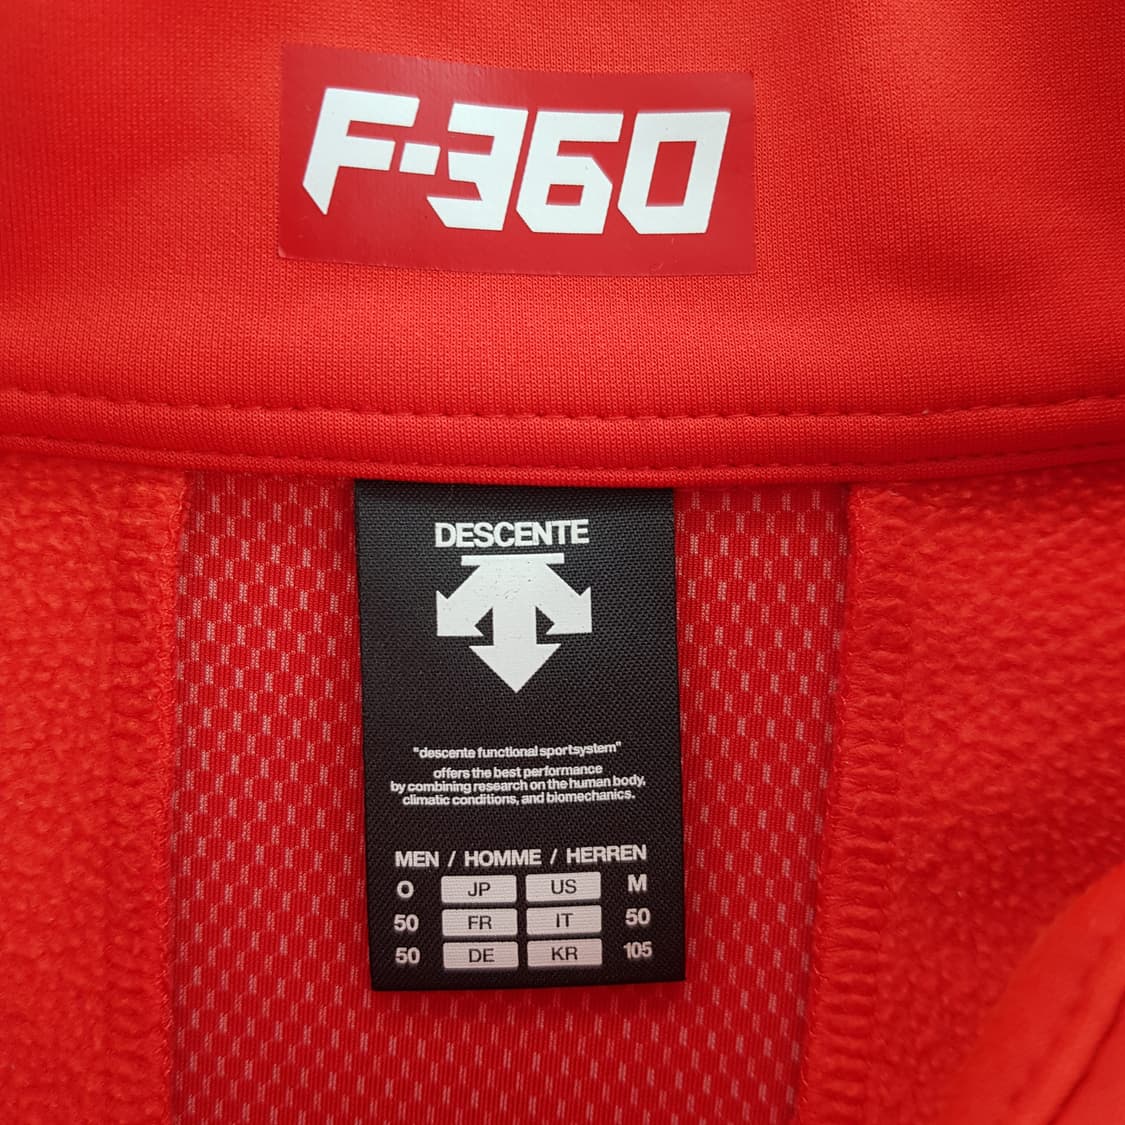 F·360
DESCENTE
"descente functional sportsystem"
offers the best performance
by combining research on the human body,
climatic conditions, and biomechanics.
MEN / HOMME / HERREN
O JP US M
50 FR IT 50
50 DE KR 105